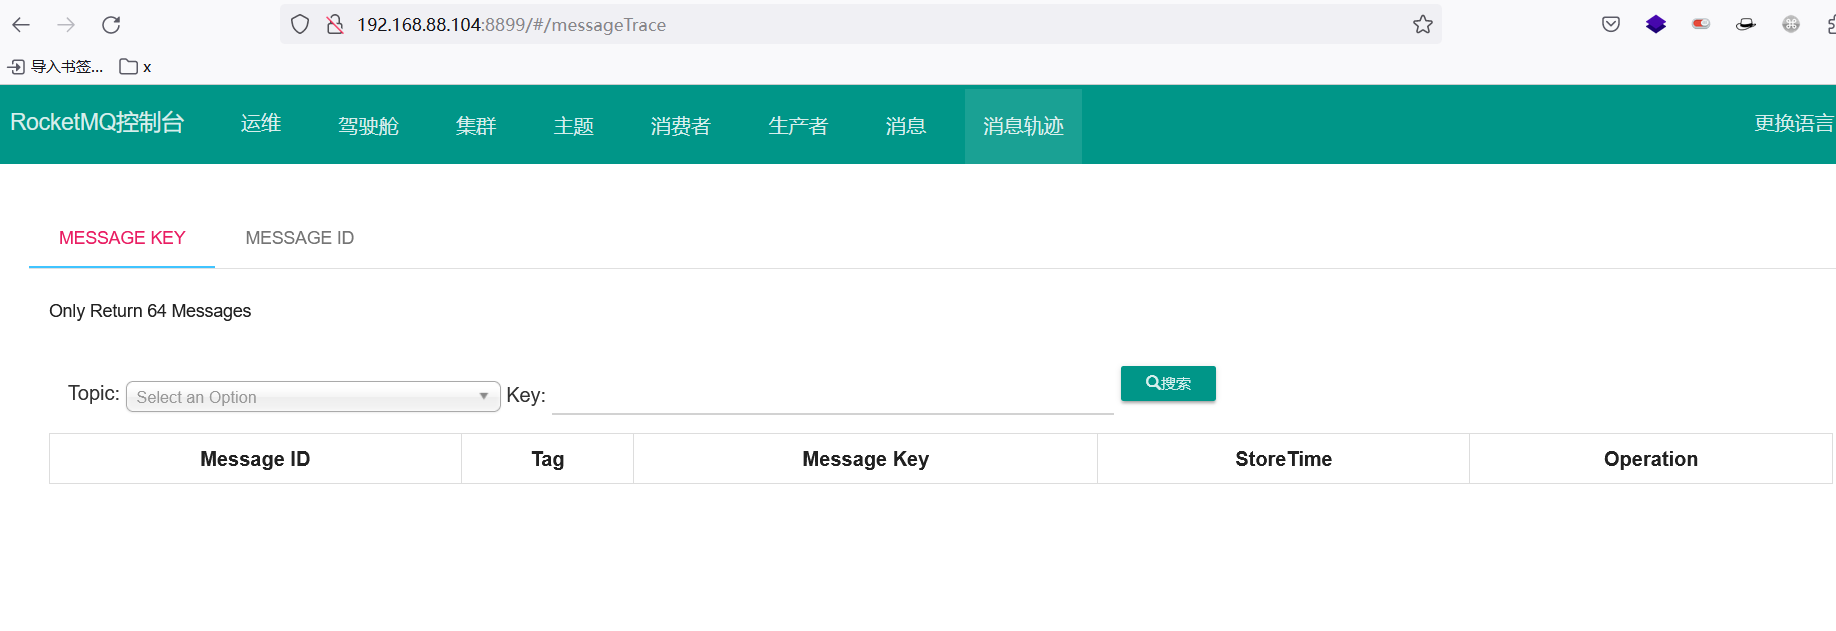 192.168.88.104:8899/#/messageTrace
导入书签... x
RocketMQ控制台 运维 驾驶舱 集群 主题 消费者 生产者 消息 消息轨迹 更换语言
MESSAGE KEY MESSAGE ID
Only Return 64 Messages
Topic: Select an Option Key: 搜索
Message ID Tag Message Key StoreTime Operation